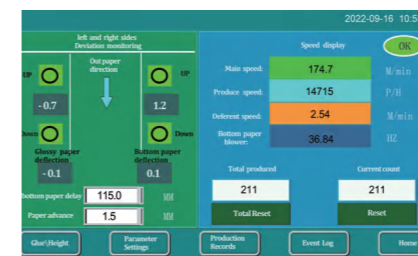 2022-09-16 10:5
left and right sides
Deviation monitoring
Speed display
OK
Out paper
direction
UP
UP
Main speed:
174.7
M/min
Produce speed:
14715
P/H
- 0.7
1.2
Deferent speed:
2.54
M/min
Down
Down
Bottom paper
blower:
36.84
HZ
Glossy paper
deflection
Bottom paper
deflection
- 0.1
0.1
Total produced
Current count
bottom paper delay
115.0
MM
211
211
Paper advance
1.5
MM
Total Reset
Reset
Glue\Height
Parameter
Settings
Production
Records
Event Log
Home